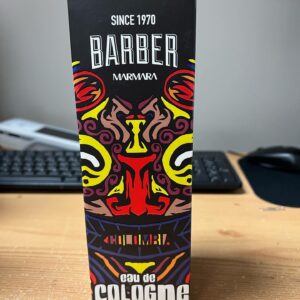 SINCE 1970
BARBER
MARMARA
COLOMBIA
eau de
COLOGNE